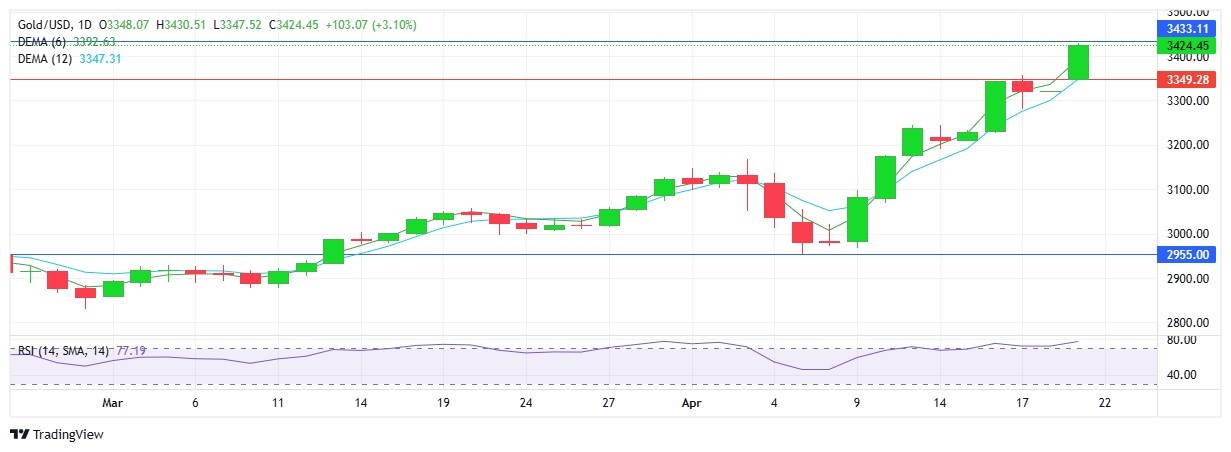 Gold/USD, 1D O3348.07 H3430.51 L3347.52 C3424.45 +103.07 (+3.10%)
DEMA (6) 3392.63
DEMA (12) 3347.31
3500.00
3433.11
3424.45
3400.00
3349.28
3300.00
3200.00
3100.00
3000.00
2955.00
2900.00
2800.00
RSI (14, SMA, 14) 77.19
80.00
40.00
Mar 6 11 14 19 24 27 Apr 4 9 14 17 22
TradingView